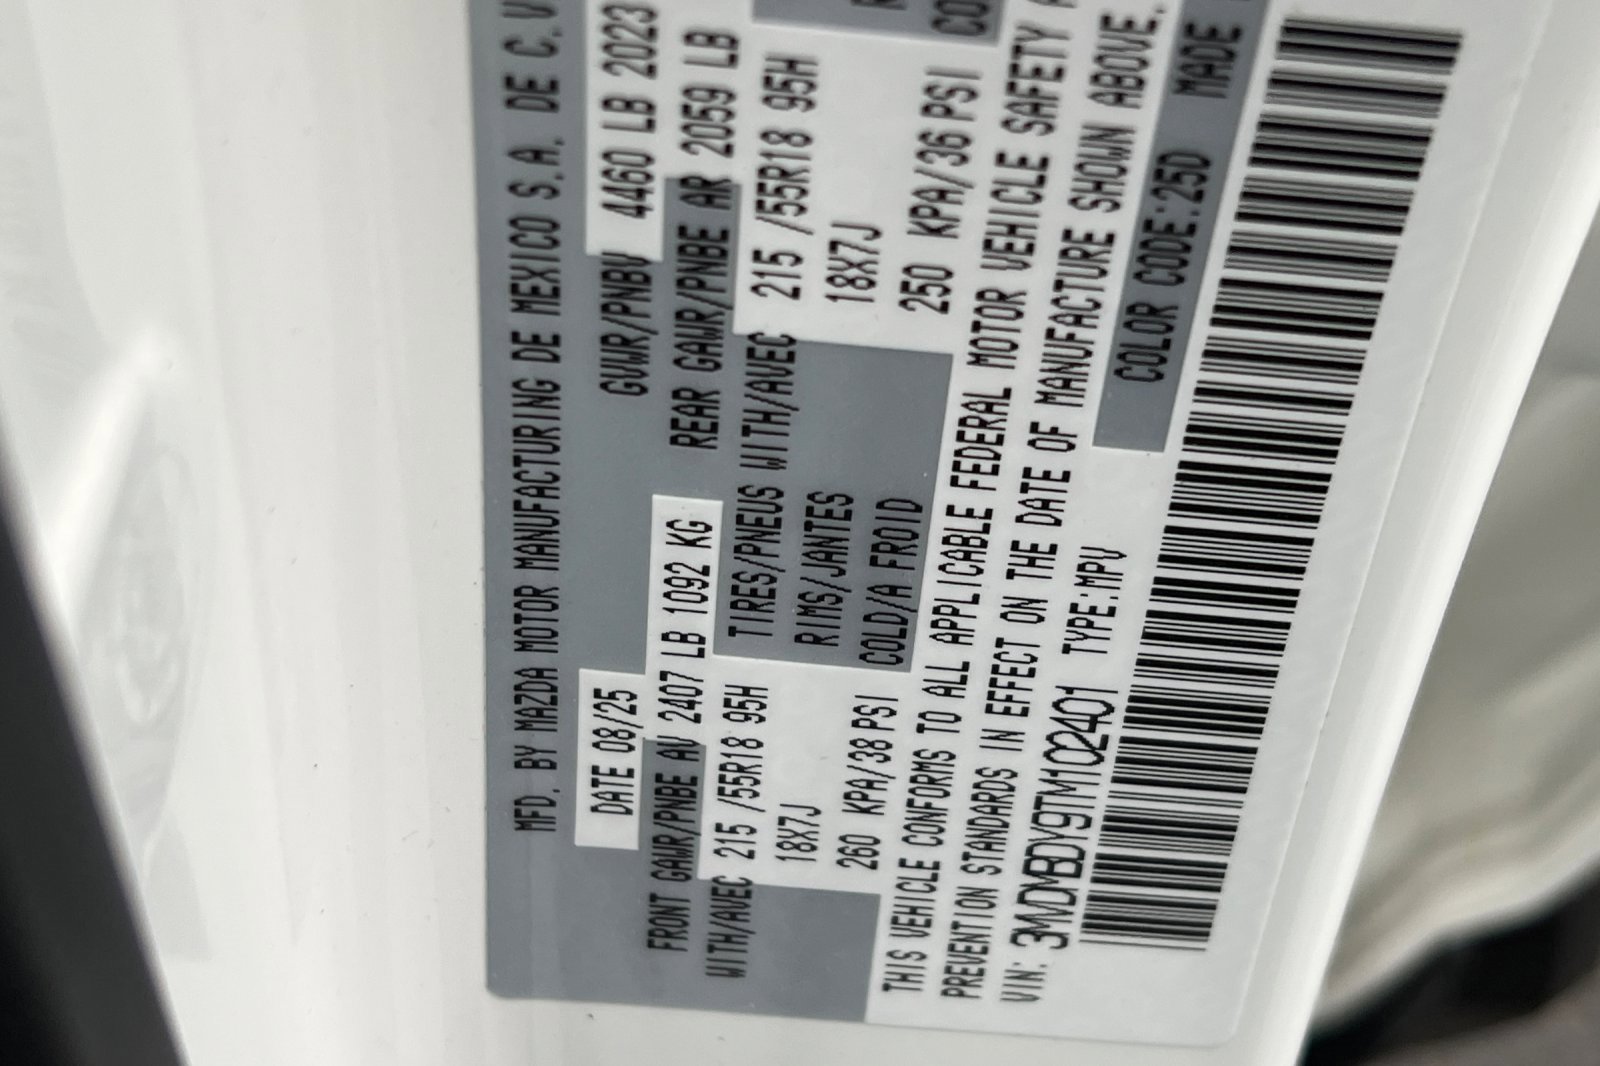 MFD. BY MAZDA MOTOR MANUFACTURING DE MEXICO S.A. DE C.V
DATE 08/25 GVWR/PNBV 4460 LB 2023
FRONT GAWR/PNBE AV 2407 LB 1092 KG REAR GAWR/PNBE AR 2059 LB
WITH/AVEC 215 /55R18 95H TIRES/PNEUS WITH/AVEC 215 /55R18 95H
18X7J RIMS/JANTES 18X7J
260 KPA/38 PSI COLD/A FROID 250 KPA/36 PSI
THIS VEHICLE CONFORMS TO ALL APPLICABLE FEDERAL MOTOR VEHICLE SAFETY
PREVENTION STANDARDS IN EFFECT ON THE DATE OF MANUFACTURE SHOWN ABOVE.
VIN: 3MVDMBDY9TM102401 TYPE:MPV COLOR CODE:25D MADE